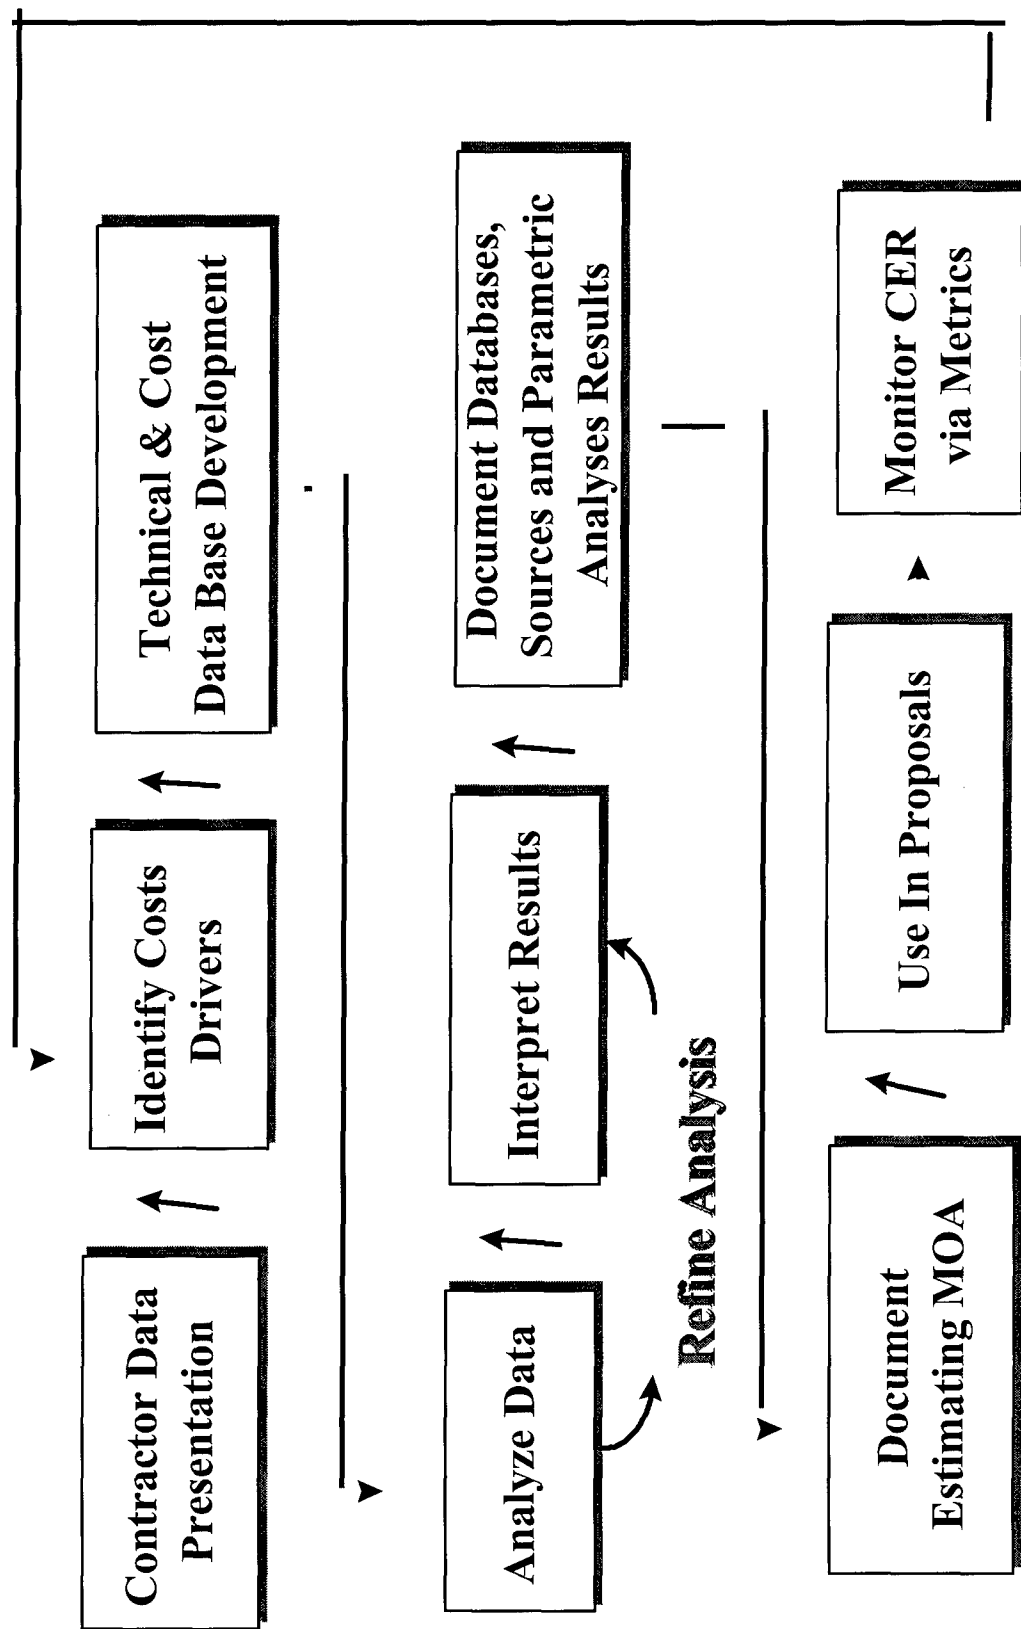 Contractor Data
Presentation
Identify Costs
Drivers
Technical & Cost
Data Base Development
Analyze Data
Interpret Results
Document Databases,
Sources and Parametric
Analyses Results
Refine Analysis
Document
Estimating MOA
Use In Proposals
Monitor CER
via Metrics